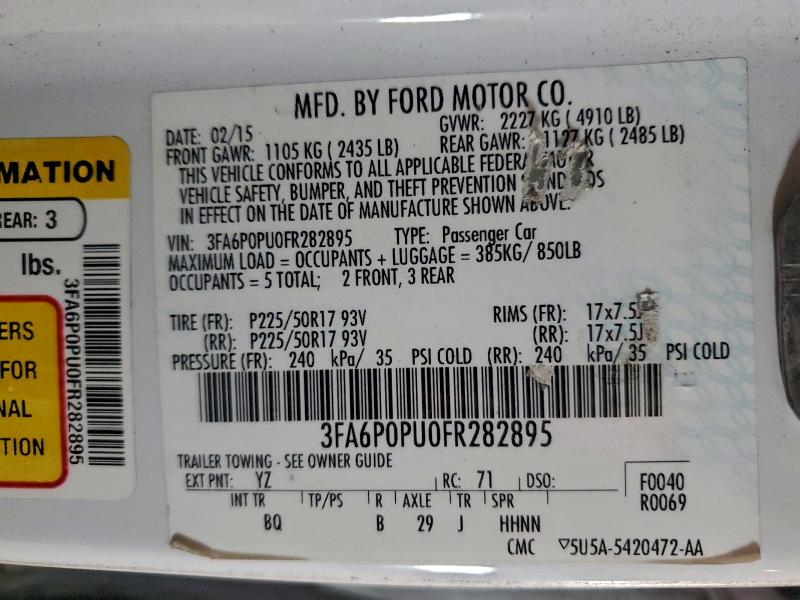 MATION
REAR: 3
lbs.
ERS
FOR
NAL
TION
3FA6P0PU0FR282895
MFD. BY FORD MOTOR CO.
DATE: 02/15 GVWR: 2227 KG ( 4910 LB)
FRONT GAWR: 1105 KG ( 2435 LB) REAR GAWR: 1127 KG ( 2485 LB)
THIS VEHICLE CONFORMS TO ALL APPLICABLE FEDERA
VEHICLE SAFETY, BUMPER, AND THEFT PREVENTION
IN EFFECT ON THE DATE OF MANUFACTURE SHOWN ABOVE.
VIN: 3FA6P0PU0FR282895 TYPE: Passenger Car
MAXIMUM LOAD = OCCUPANTS + LUGGAGE = 385KG/ 850LB
OCCUPANTS = 5 TOTAL; 2 FRONT, 3 REAR
TIRE (FR): P225/50R17 93V RIMS (FR): 17x7.5J
(RR): P225/50R17 93V (RR): 17x7.5J
PRESSURE (FR): 240 kPa/ 35 PSI COLD (RR): 240 kPa/ 35 PSI COLD
3FA6P0PU0FR282895
TRAILER TOWING - SEE OWNER GUIDE
EXT PNT: YZ RC: 71 DSO: F0040
INT TR TP/PS R AXLE TR SPR R0069
BQ B 29 J HHNN
CMC ▽5U5A-5420472-AA